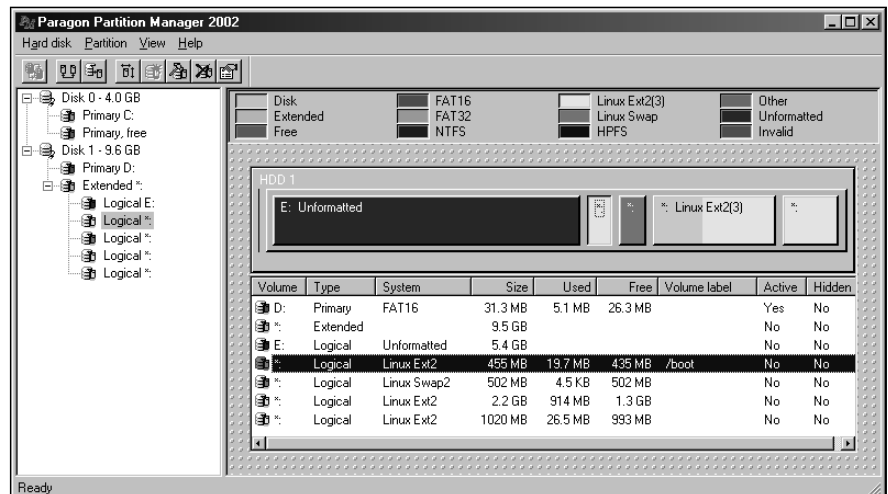 Paragon Partition Manager 2002
Hard disk Partition View Help
Disk 0 - 4.0 GB
Primary C:
Primary, free
Disk 1 - 9.6 GB
Primary D:
Extended *:
Logical E:
Logical *:
Logical *:
Logical *:
Logical *:
Disk FAT16 Linux Ext2(3) Other
Extended FAT32 Linux Swap Unformatted
Free NTFS HPFS Invalid
HDD 1
E: Unformatted *: *: *: Linux Ext2(3) *:
Volume Type System Size Used Free Volume label Active Hidden
D: Primary FAT16 31.3 MB 5.1 MB 26.3 MB Yes No
*: Extended 9.5 GB No No
E: Logical Unformatted 5.4 GB No No
*: Logical Linux Ext2 455 MB 19.7 MB 435 MB /boot No No
*: Logical Linux Swap2 502 MB 4.5 KB 502 MB No No
*: Logical Linux Ext2 2.2 GB 914 MB 1.3 GB No No
*: Logical Linux Ext2 1020 MB 26.5 MB 993 MB No No
Ready